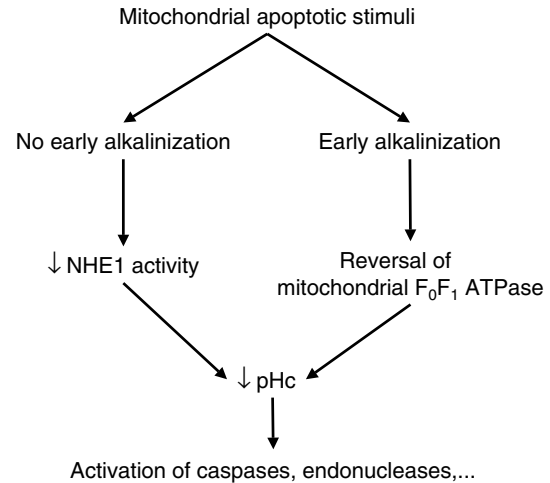 Mitochondrial apoptotic stimuli
No early alkalinization
Early alkalinization
↓ NHE1 activity
Reversal of
mitochondrial F₀F₁ ATPase
↓ pHc
Activation of caspases, endonucleases,...